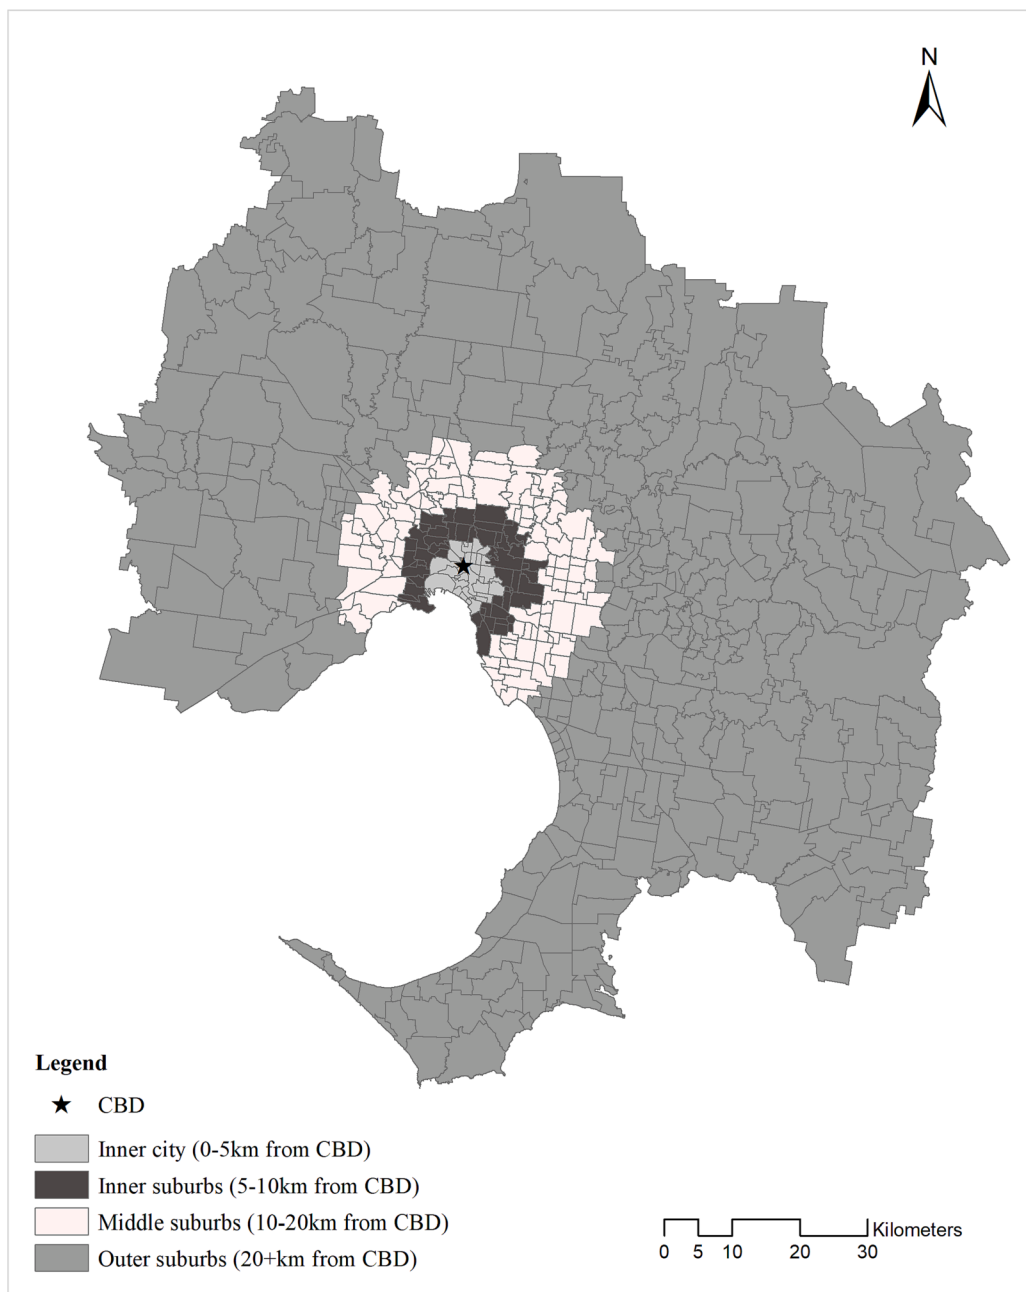 N
Legend
CBD
Inner city (0-5km from CBD)
Inner suburbs (5-10km from CBD)
Middle suburbs (10-20km from CBD)
Outer suburbs (20+km from CBD)
Kilometers
0 5 10 20 30